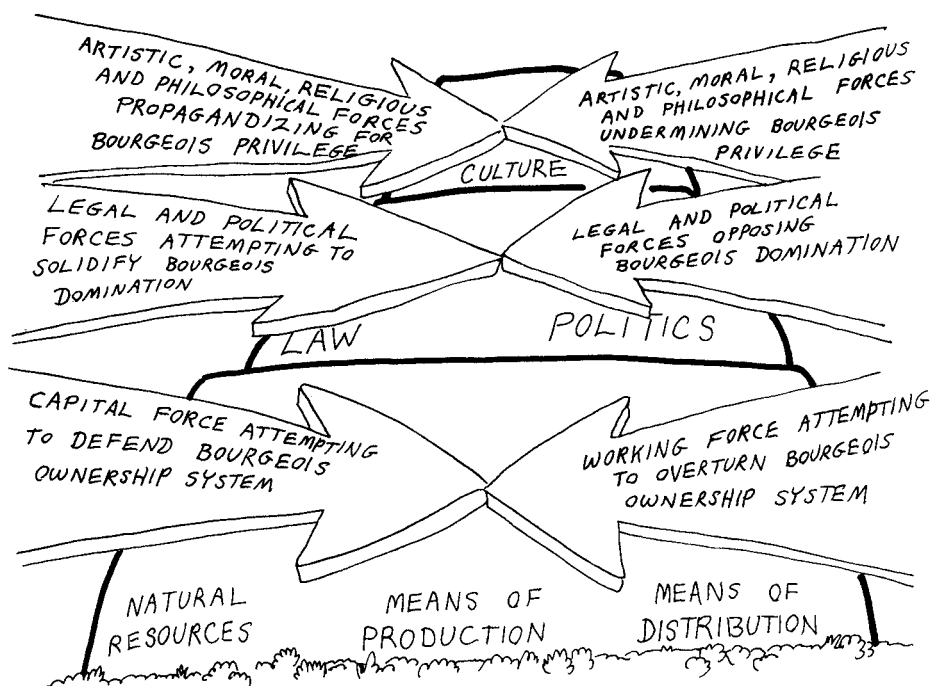 ARTISTIC, MORAL, RELIGIOUS
AND PHILOSOPHICAL FORCES
PROPAGANDIZING FOR
BOURGEOIS PRIVILEGE
ARTISTIC, MORAL, RELIGIOUS
AND PHILOSOPHICAL FORCES
UNDERMINING BOURGEOIS
PRIVILEGE
CULTURE
LEGAL AND POLITICAL
FORCES ATTEMPTING TO
SOLIDIFY BOURGEOIS
DOMINATION
LEGAL AND POLITICAL
FORCES OPPOSING
BOURGEOIS DOMINATION
LAW
POLITICS
CAPITAL FORCE ATTEMPTING
TO DEFEND BOURGEOIS
OWNERSHIP SYSTEM
WORKING FORCE ATTEMPTING
TO OVERTURN BOURGEOIS
OWNERSHIP SYSTEM
NATURAL
RESOURCES
MEANS OF
PRODUCTION
MEANS OF
DISTRIBUTION